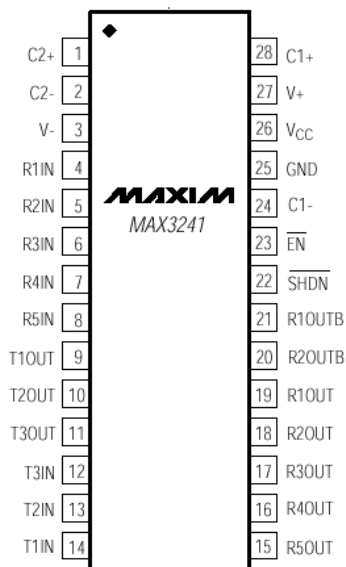 C2+ 1 28 C1+
C2- 2 27 V+
V- 3 26 VCC
R1IN 4 25 GND
R2IN 5 MAXIM 24 C1-
R3IN 6 MAX3241 23 EN
R4IN 7 22 SHDN
R5IN 8 21 R1OUTB
T1OUT 9 20 R2OUTB
T2OUT 10 19 R1OUT
T3OUT 11 18 R2OUT
T3IN 12 17 R3OUT
T2IN 13 16 R4OUT
T1IN 14 15 R5OUT